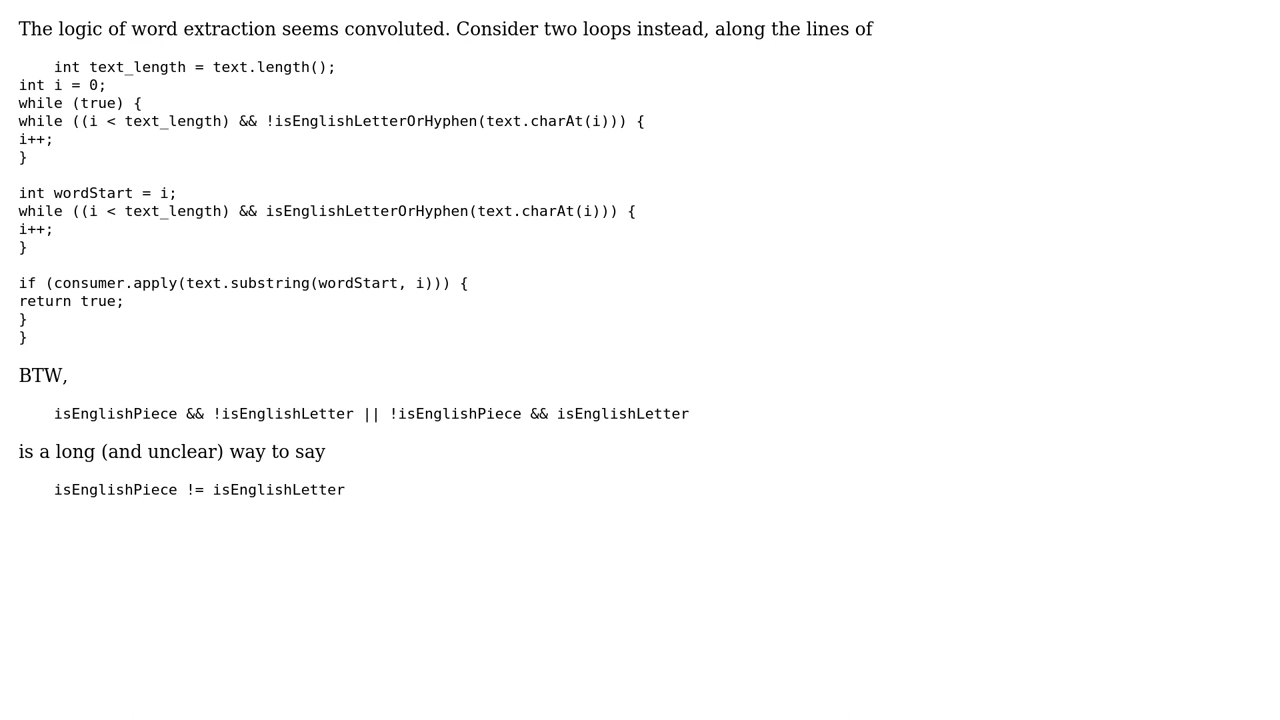 The logic of word extraction seems convoluted. Consider two loops instead, along the lines of
int text_length = text.length();
int i = 0;
while (true) {
while ((i < text_length) && !isEnglishLetterOrHyphen(text.charAt(i))) {
i++;
}
int wordStart = i;
while ((i < text_length) && isEnglishLetterOrHyphen(text.charAt(i))) {
i++;
}
if (consumer.apply(text.substring(wordStart, i))) {
return true;
}
}
BTW,
isEnglishPiece && !isEnglishLetter || !isEnglishPiece && isEnglishLetter
is a long (and unclear) way to say
isEnglishPiece != isEnglishLetter